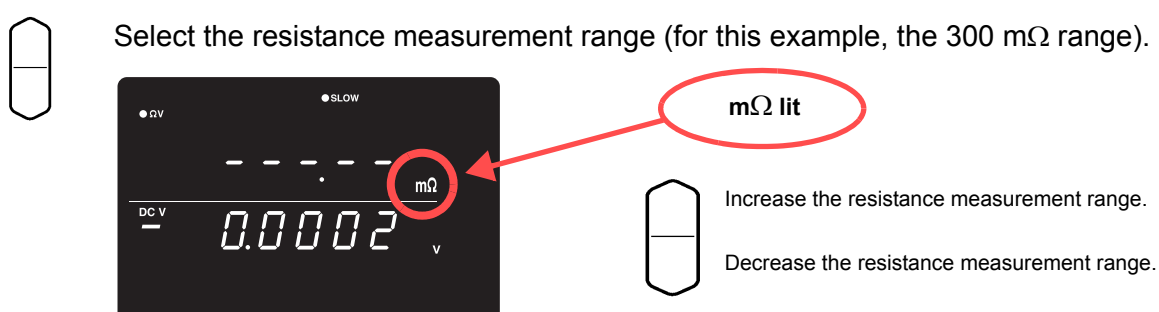 Select the resistance measurement range (for this example, the 300 mΩ range).
●SLOW
●ΩV
- - -.- -
mΩ
mΩ lit
DC V
0.0002
V
Increase the resistance measurement range.
Decrease the resistance measurement range.